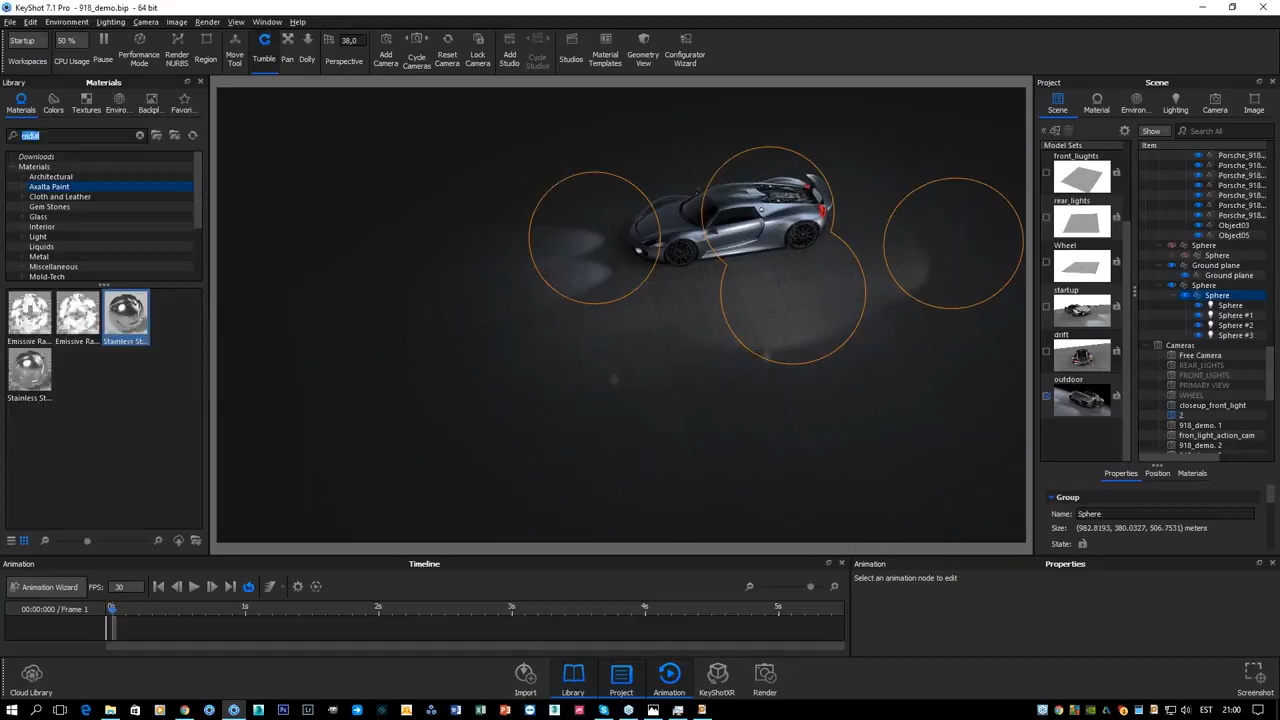 KeyShot 7.1 Pro - 918_demo.bip - 64 bit
File Edit Environment Lighting Camera Image Render View Window Help
Startup 50 % 38,0
Workspaces CPU Usage Pause Performance Mode Render NURBS Region Move Tool Tumble Pan Dolly Perspective Add Camera Cycle Cameras Reset Camera Lock Camera Add Studio Cycle Studios Studios Material Templates Geometry View Configurator Wizard
Library Materials
Materials Colors Textures Enviro... Backpl... Favori...
radial
Downloads
Materials
Architectural
Axalta Paint
Cloth and Leather
Gem Stones
Glass
Interior
Light
Liquids
Metal
Miscellaneous
Mold-Tech
Emissive Ra... Emissive Ra... Stainless St...
Stainless St...
Project Scene
Scene Material Environ... Lighting Camera Image
Show Search All
Model Sets
front_liughts
rear_lights
Wheel
startup
drift
outdoor
Item
Porsche_918...
Porsche_918...
Porsche_918...
Porsche_918...
Porsche_918...
Porsche_918...
Porsche_918...
Object03
Object05
Sphere
Sphere
Ground plane
Ground plane
Sphere
Sphere
Sphere
Sphere #1
Sphere #2
Sphere #3
Cameras
Free Camera
REAR_LIGHTS
FRONT_LIGHTS
PRIMARY VIEW
WHEEL
closeup_front_light
2
918_demo. 1
fron_light_action_cam
918_demo. 2
Properties Position Materials
Group
Name: Sphere
Size: (982.8193, 380.0327, 506.7531) meters
State:
Animation Timeline
Animation Wizard FPS: 30
00:00:000 / Frame 1 0s 1s 2s 3s 4s 5s
Animation Properties
Select an animation node to edit
Cloud Library Import Library Project Animation KeyShotXR Render Screenshot
EST 21:00